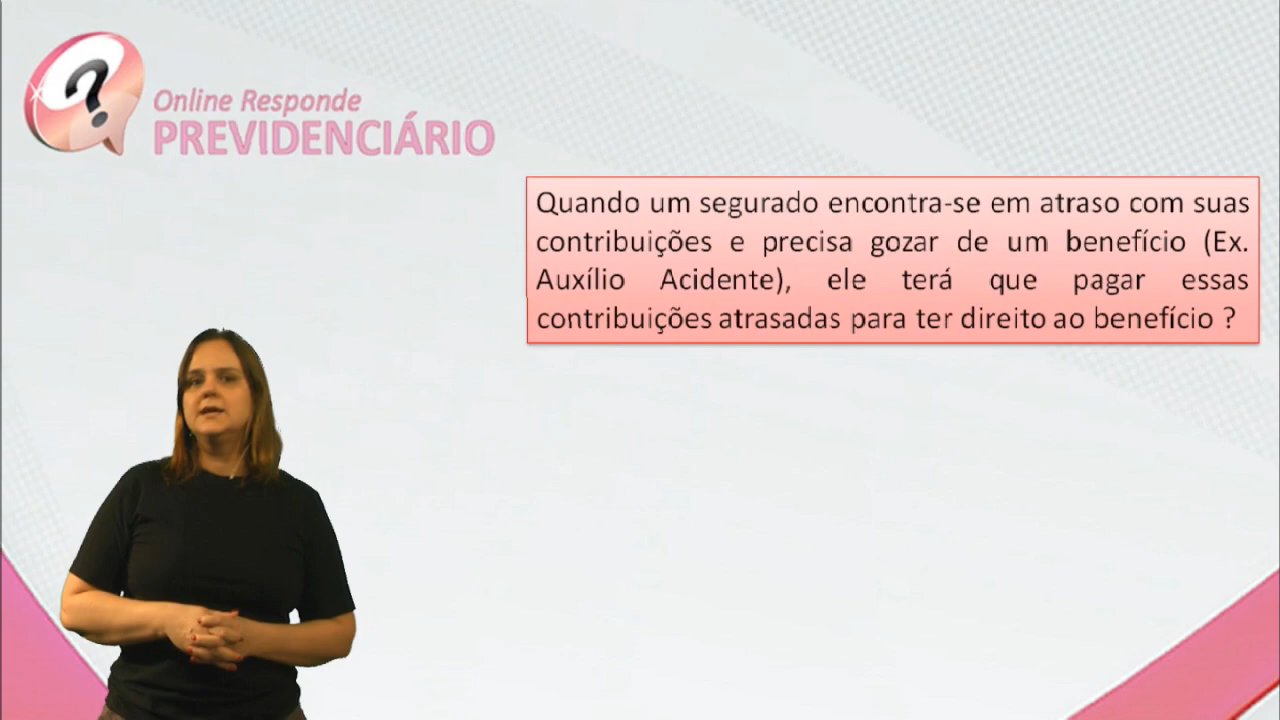 ?
Online Responde
PREVIDENCIÁRIO
Quando um segurado encontra-se em atraso com suas
contribuições e precisa gozar de um benefício (Ex.
Auxílio Acidente), ele terá que pagar essas
contribuições atrasadas para ter direito ao benefício ?